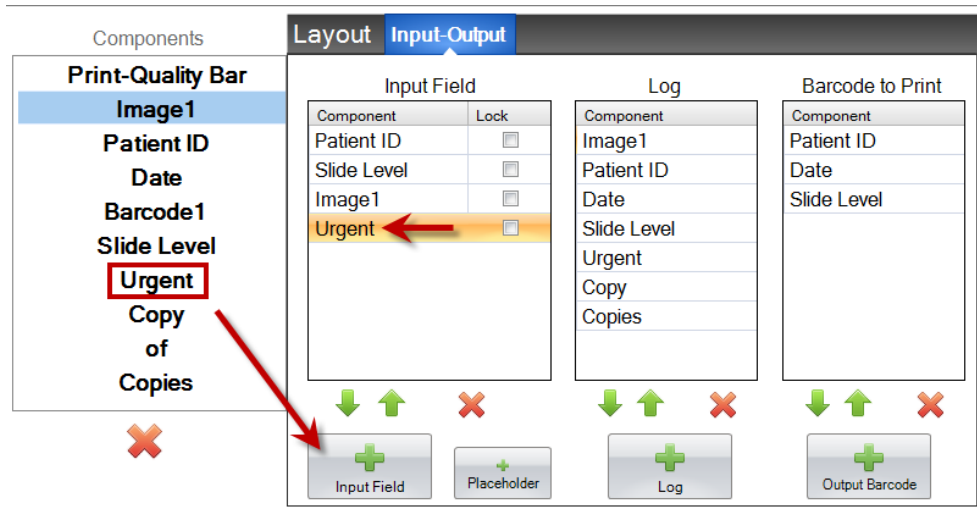 Components
Print-Quality Bar
Image1
Patient ID
Date
Barcode1
Slide Level
Urgent
Copy
of
Copies
Layout Input-Output
Input Field
Component Lock
Patient ID
Slide Level
Image1
Urgent
Input Field
Placeholder
Log
Component
Image1
Patient ID
Date
Slide Level
Urgent
Copy
Copies
Log
Barcode to Print
Component
Patient ID
Date
Slide Level
Output Barcode